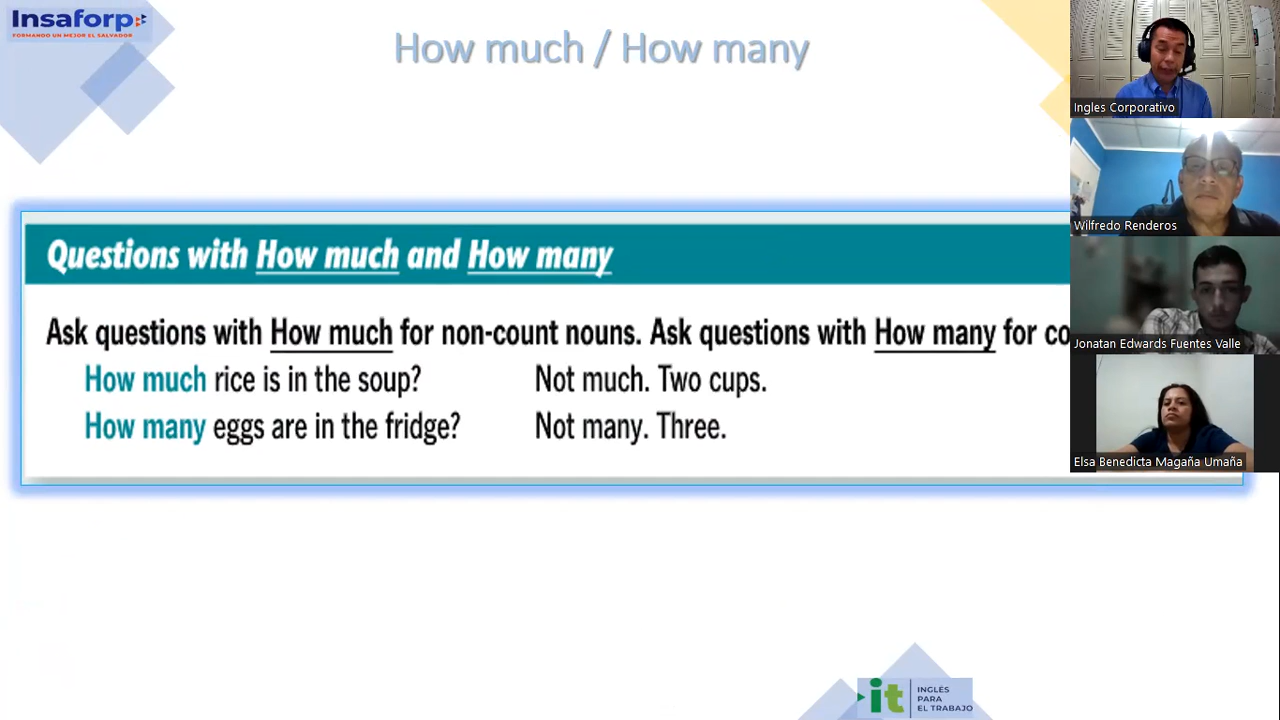 Insaforp
FORMANDO UN MEJOR EL SALVADOR
How much / How many
Questions with How much and How many
Ask questions with How much for non-count nouns. Ask questions with How many for co
How much rice is in the soup? Not much. Two cups.
How many eggs are in the fridge? Not many. Three.
Ingles Corporativo
Wilfredo Renderos
Jonatan Edwards Fuentes Valle
Elsa Benedicta Magaña Umaña
it
INGLÉS
PARA
EL TRABAJO